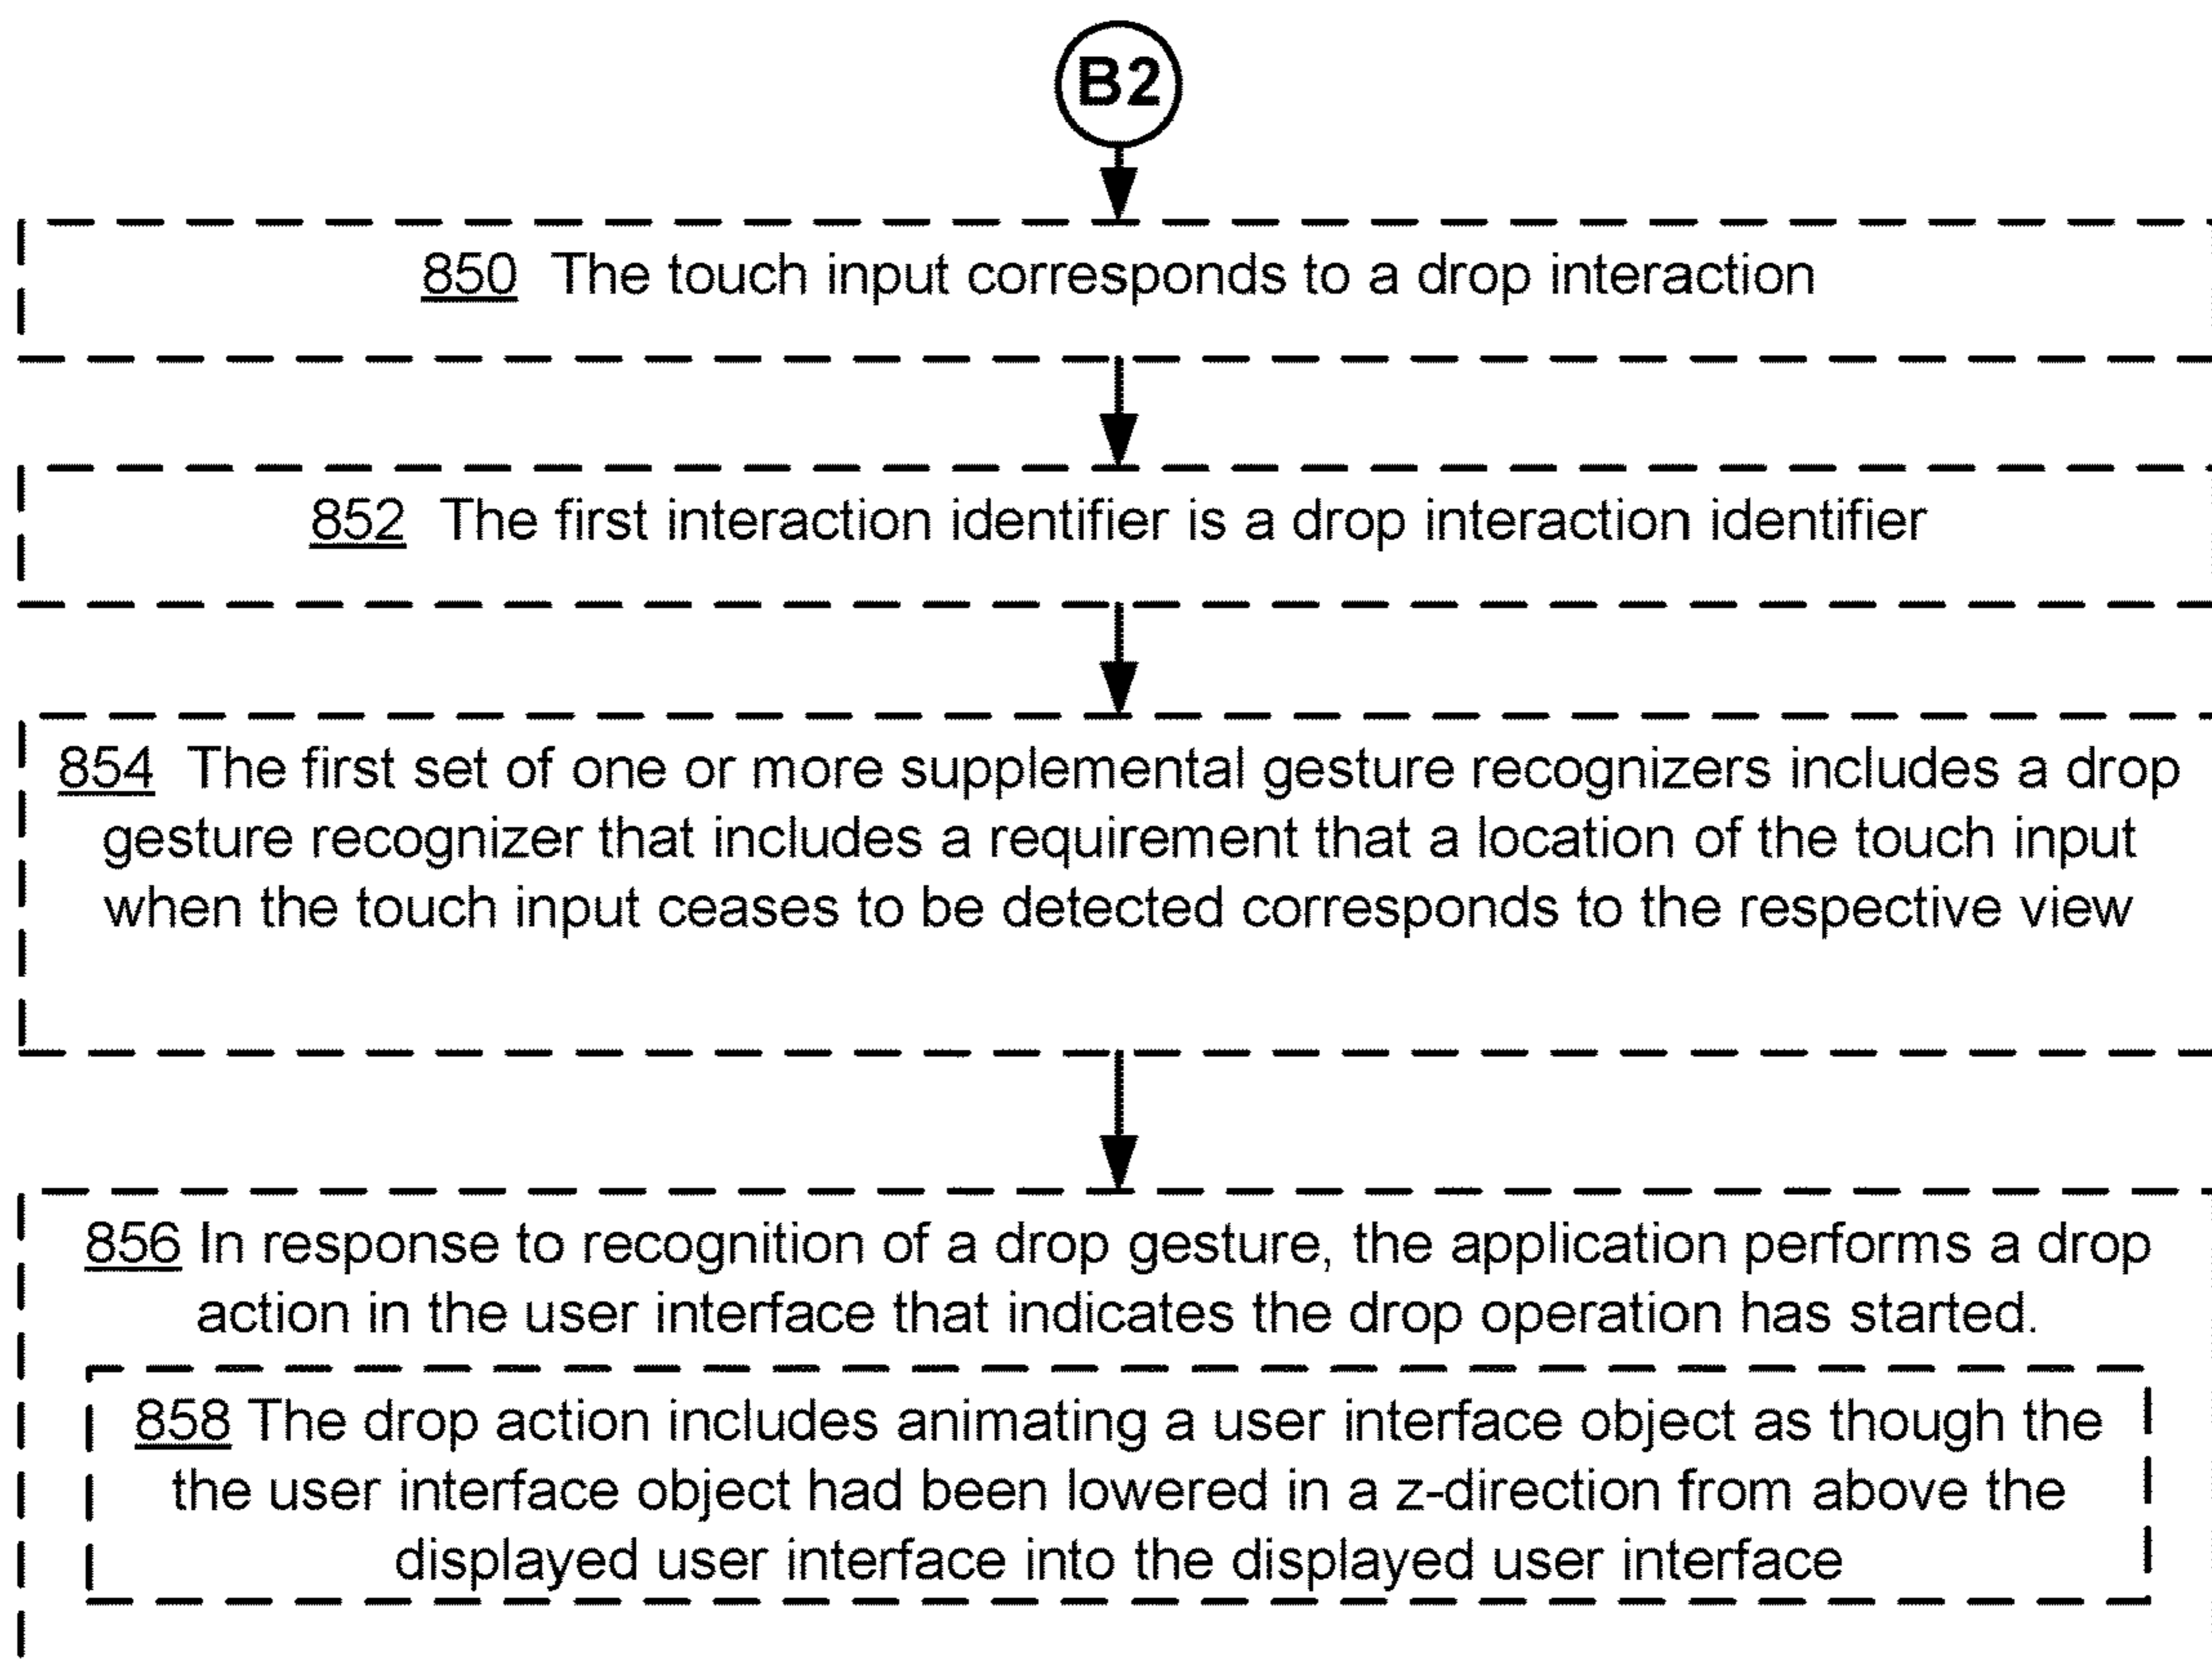 B2
850 The touch input corresponds to a drop interaction
852 The first interaction identifier is a drop interaction identifier
854 The first set of one or more supplemental gesture recognizers includes a drop
gesture recognizer that includes a requirement that a location of the touch input
when the touch input ceases to be detected corresponds to the respective view
856 In response to recognition of a drop gesture, the application performs a drop
action in the user interface that indicates the drop operation has started.
858 The drop action includes animating a user interface object as though the
the user interface object had been lowered in a z-direction from above the
displayed user interface into the displayed user interface